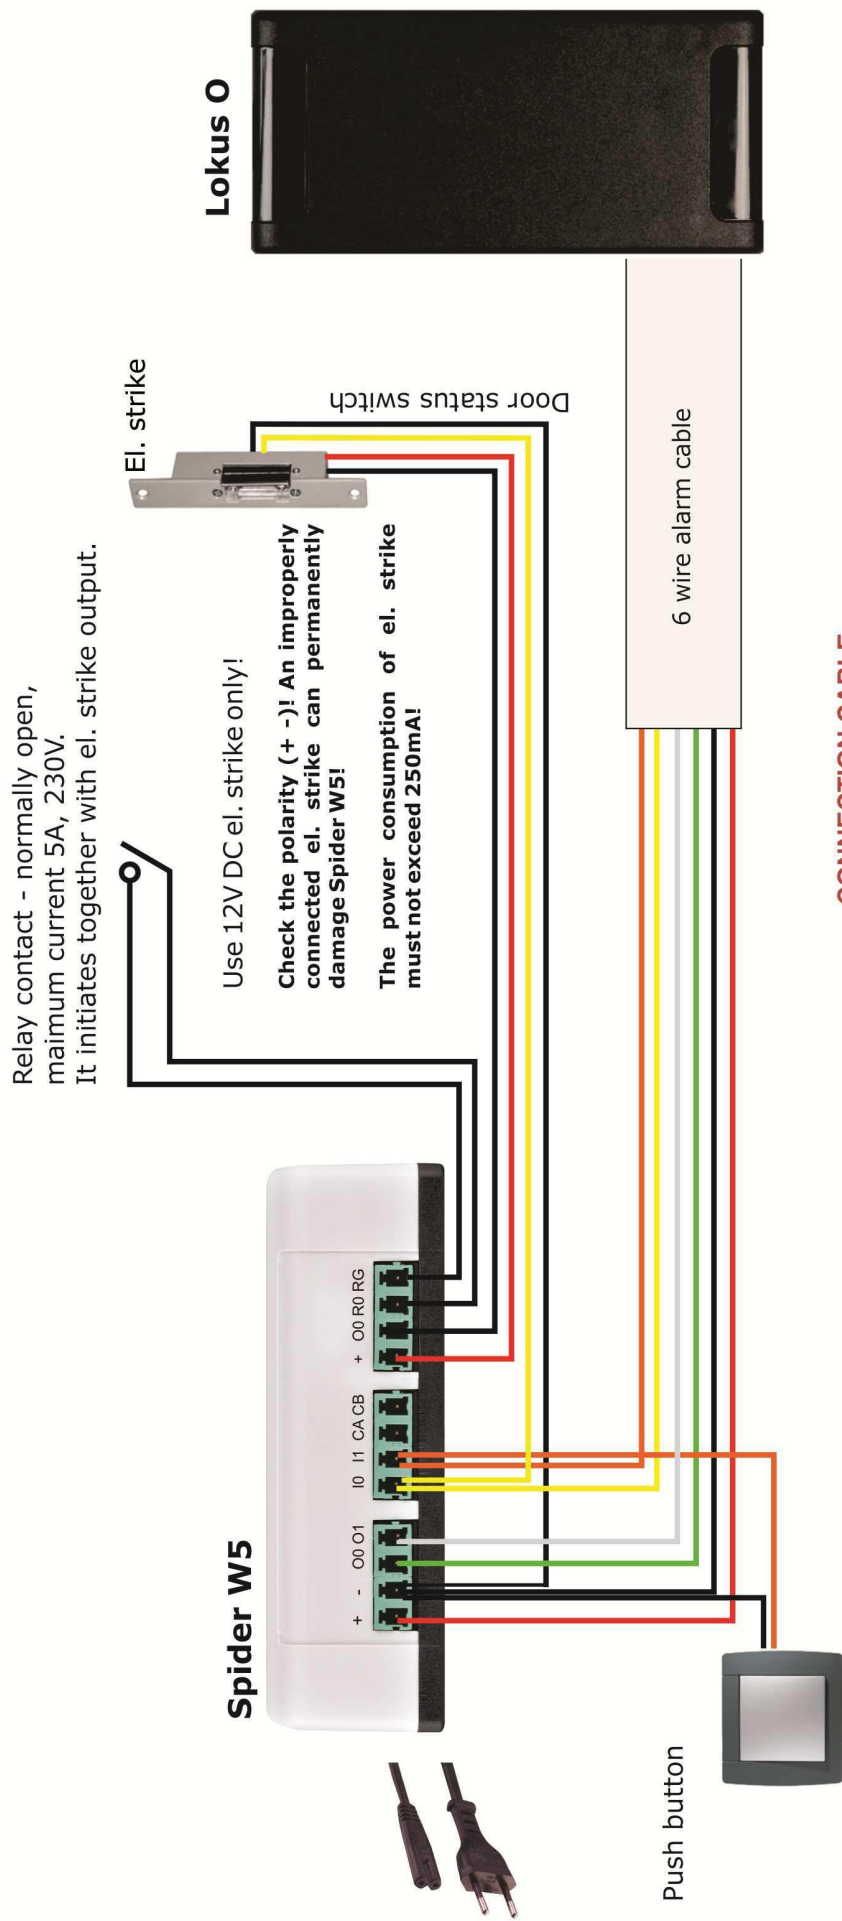 Relay contact - normally open,
maimum current 5A, 230V.
It initiates together with el. strike output.
El. strike
Lokus O
Use 12V DC el. strike only!
Check the polarity (+ -)! An improperly
connected el. strike can permanently
damage Spider W5!
The power consumption of el. strike
must not exceed 250mA!
Door status switch
Spider W5
+ - O0 O1
I0 I1 CA CB
+ O0 R0 RG
6 wire alarm cable
Push button
CONNECTION CABLE